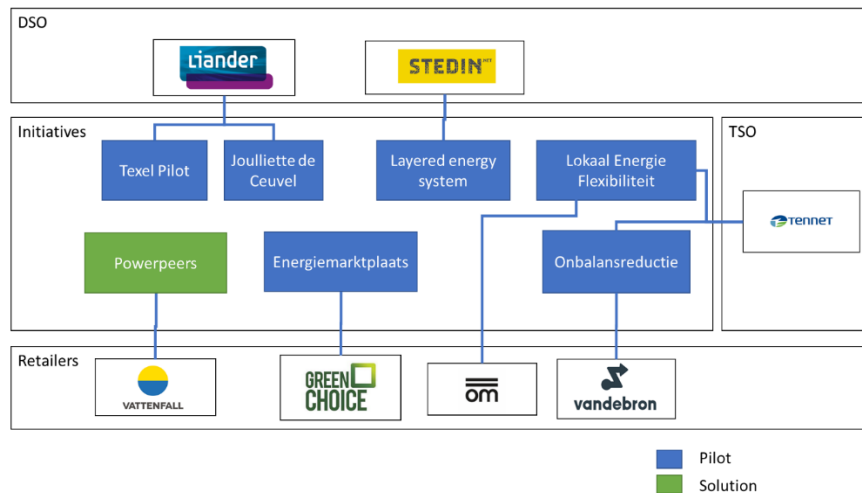 DSO
Liander
STEDIN.NET
Initiatives
TSO
Texel Pilot
Joulliette de
Ceuvel
Layered energy
system
Lokaal Energie
Flexibiliteit
TENNET
Powerpeers
Energiemarktplaats
Onbalansreductie
Retailers
VATTENFALL
GREEN
CHOICE
om
vandebron
Pilot
Solution